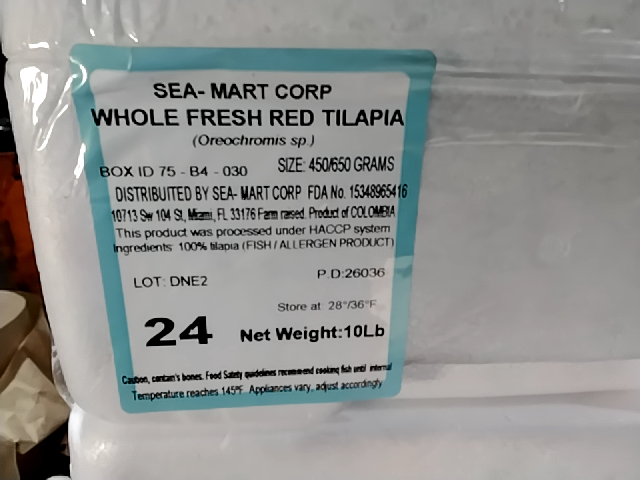 SEA- MART CORP
WHOLE FRESH RED TILAPIA
(Oreochromis sp.)
BOX ID 75 - B4 - 030 SIZE: 450/650 GRAMS
DISTRIBUITED BY SEA- MART CORP FDA No. 15348965416
10713 Sw 104 St, Miami, FL 33176 Farm raised. Product of COLOMBIA
This product was processed under HACCP system
Ingredients: 100% tilapia (FISH / ALLERGEN PRODUCT)
LOT: DNE2 P.D:26036
Store at: 28°/36°F
24 Net Weight:10Lb
Caution, contain's bones. Food Safety guidelines recommend cooking fish until internal
Temperature reaches 145°F. Appliances vary, adjust accordingly